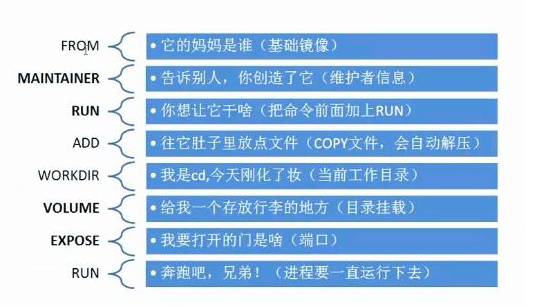 FROM
• 它的妈妈是谁（基础镜像）
MAINTAINER
• 告诉别人，你创造了它（维护者信息）
RUN
• 你想让它干啥（把命令前面加上RUN）
ADD
• 往它肚子里放点文件（COPY文件，会自动解压）
WORKDIR
• 我是cd,今天刚化了妆（当前工作目录）
VOLUME
• 给我一个存放行李的地方（目录挂载）
EXPOSE
• 我要打开的门是啥（端口）
RUN
• 奔跑吧，兄弟！（进程要一直运行下去）